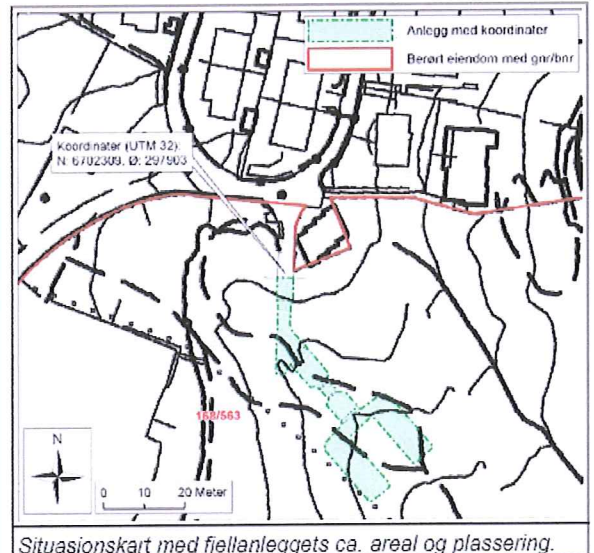 Anlegg med koordinater
Berørt eiendom med gnr/bnr
Koordinater (UTM 32):
N: 6702309, Ø: 297903
168/563
N
0 10 20 Meter
Situasjonskart med fjellanleggets ca. areal og plassering.